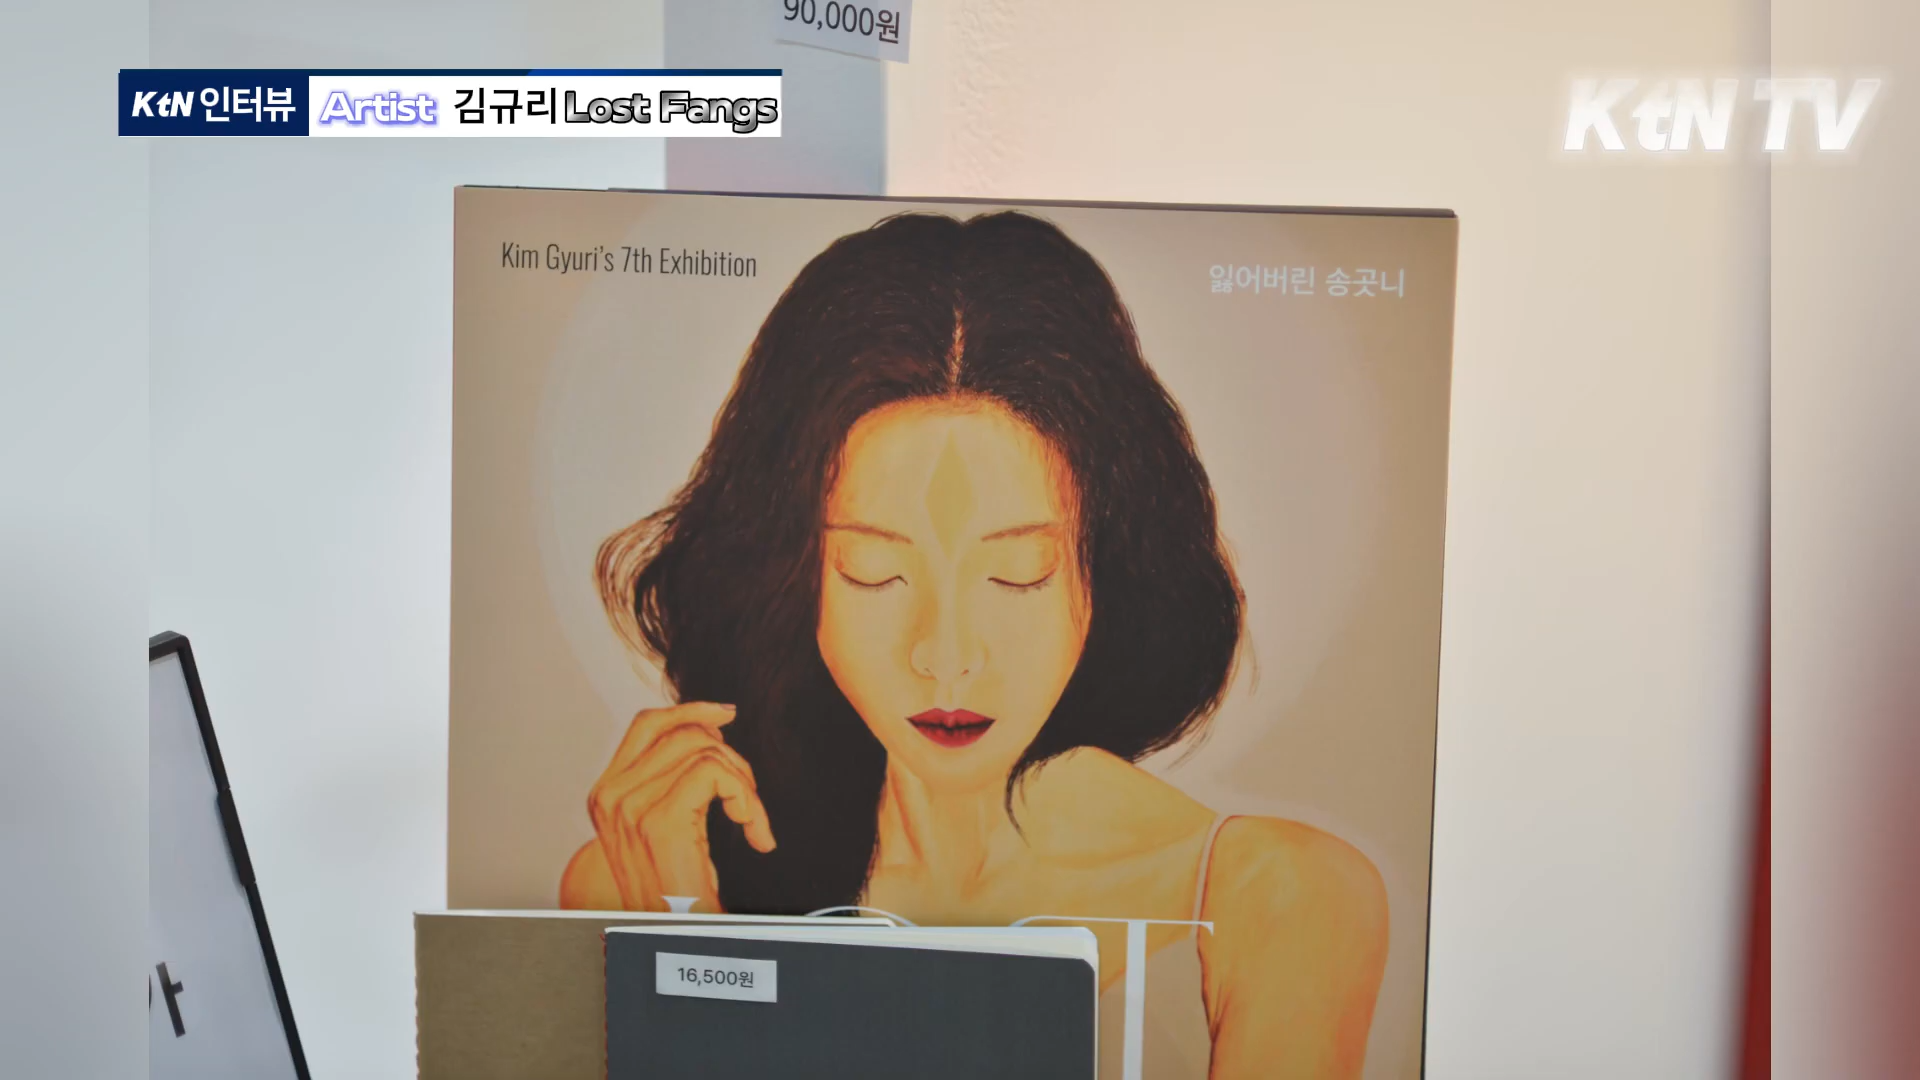 90,000원
KtN 인터뷰 Artist 김규리 Lost Fangs
KtN TV
Kim Gyuri's 7th Exhibition
잃어버린 송곳니
16,500원